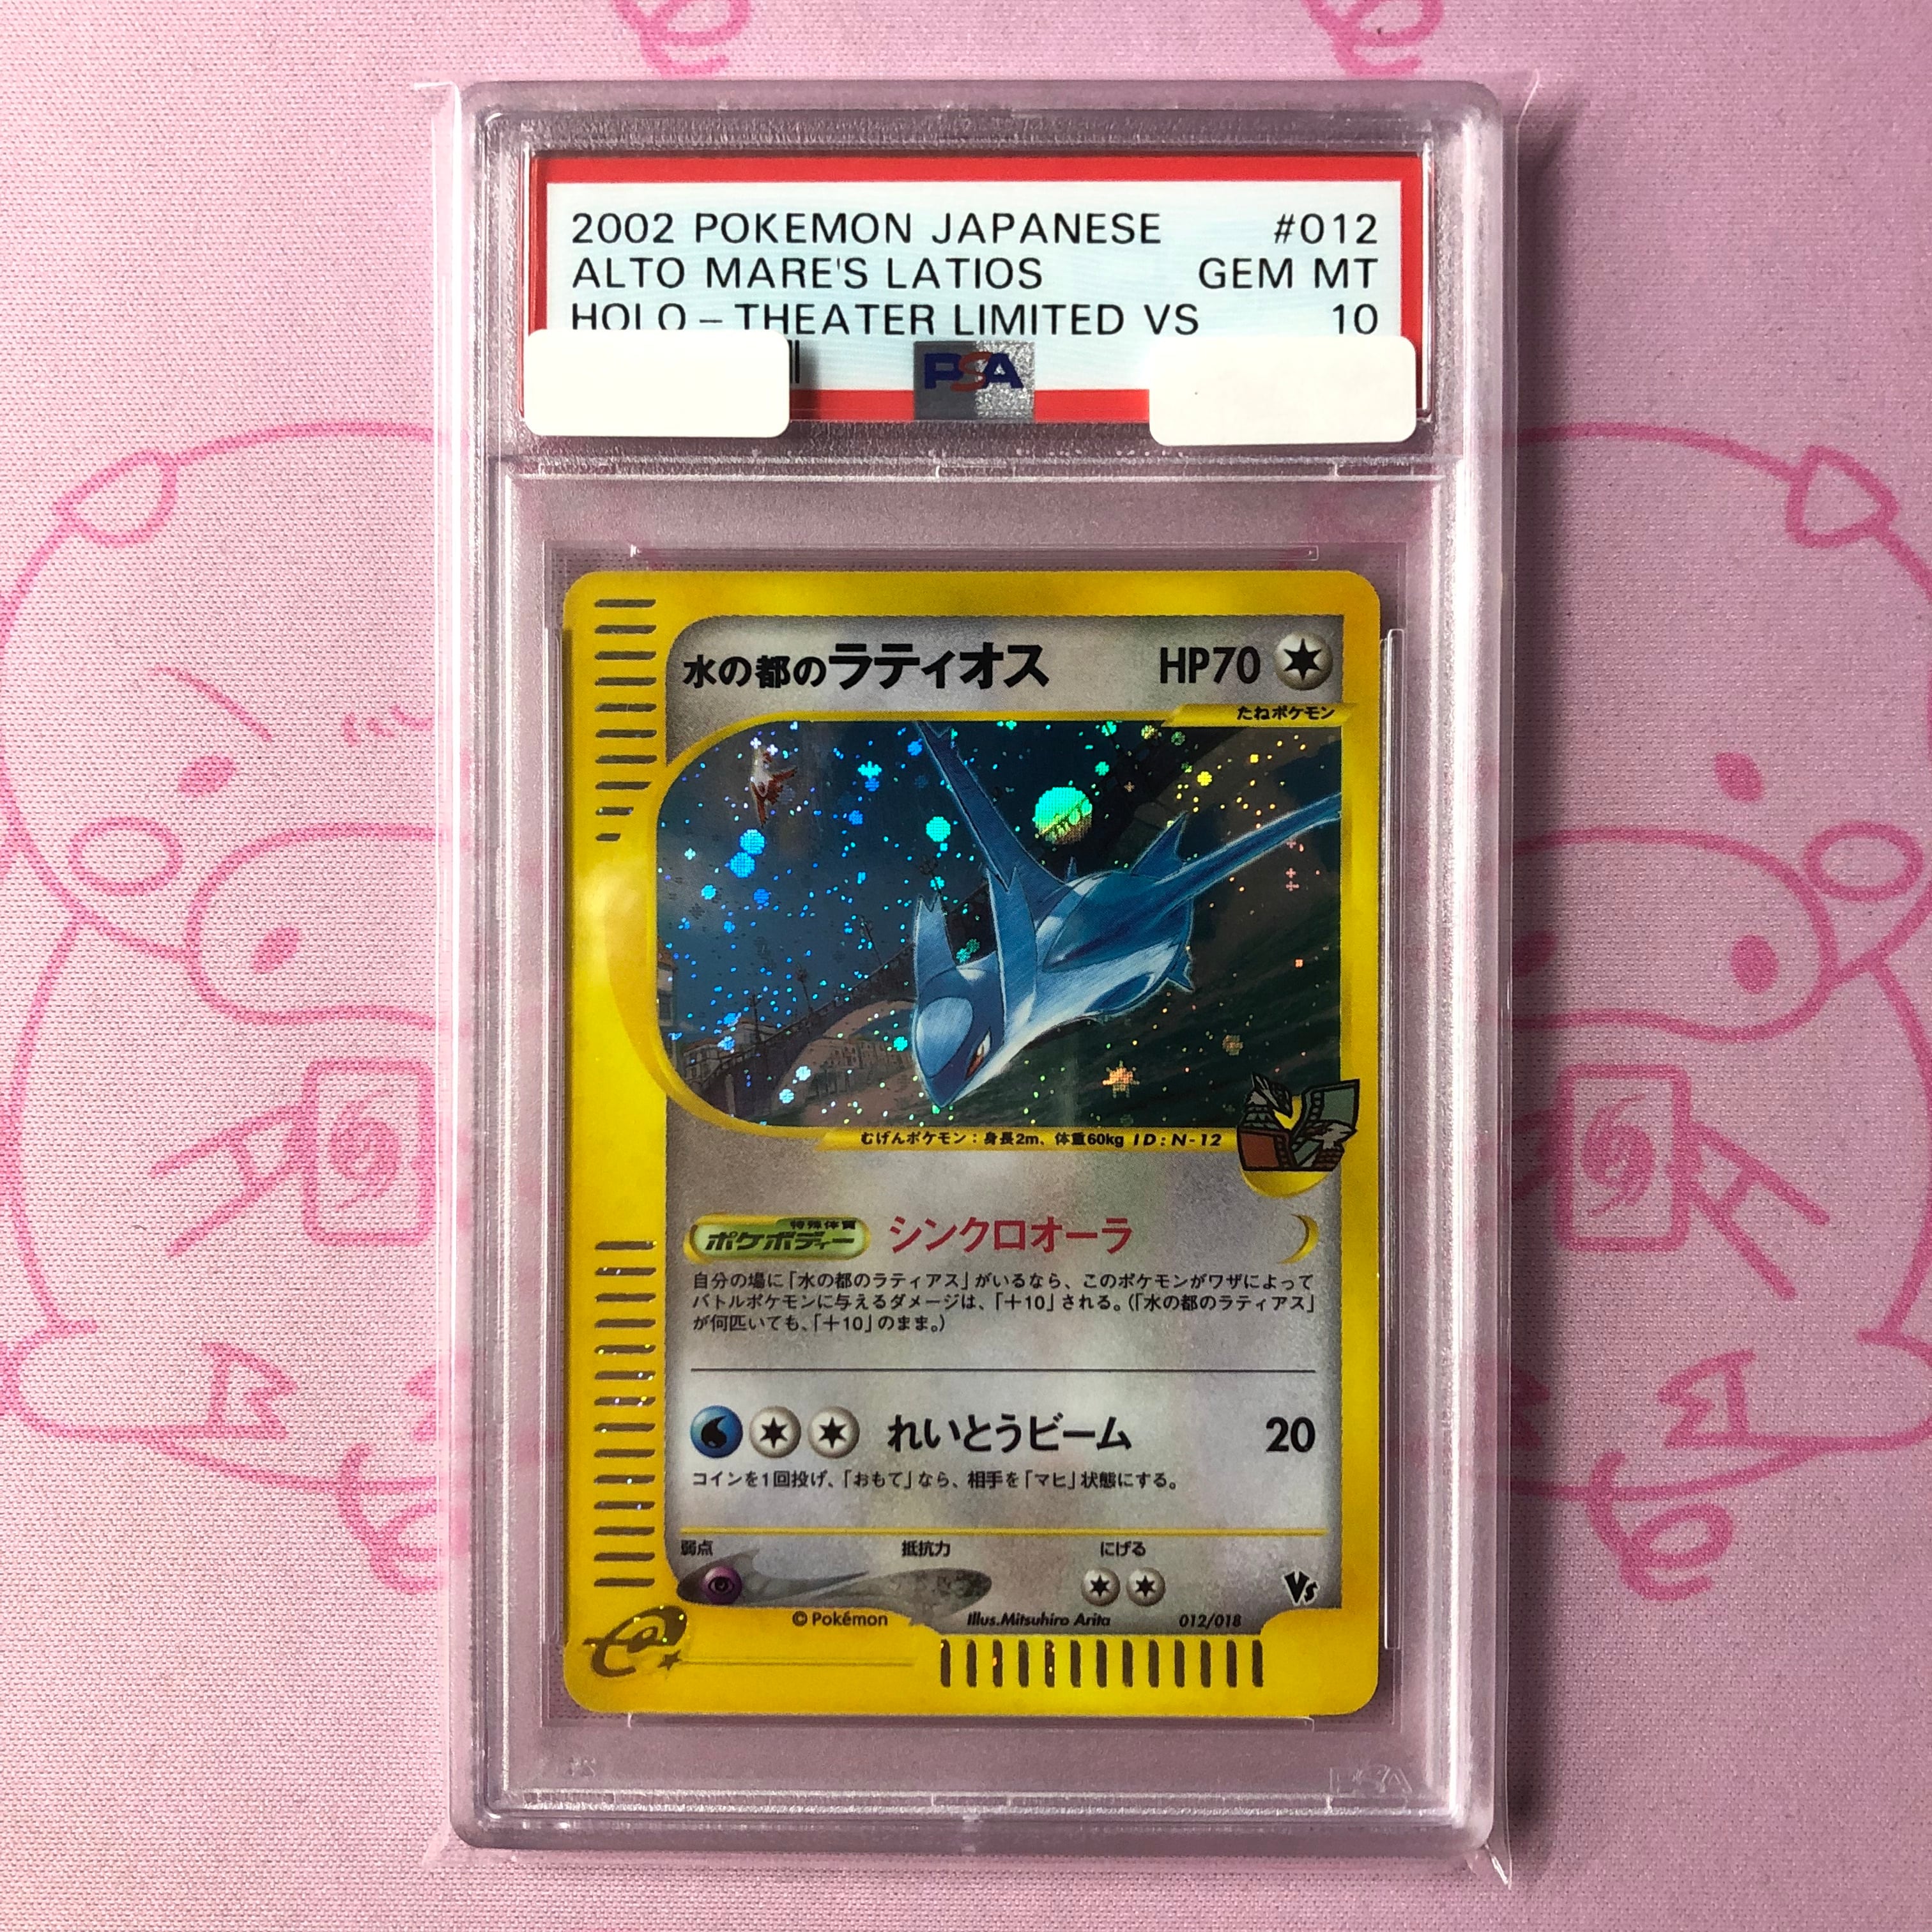 2002 POKEMON JAPANESE #012
ALTO MARE'S LATIOS GEM MT
HOLO - THEATER LIMITED VS 10
PSA
水の都のラティオス HP70
たねポケモン
むげんポケモン：身長2m、体重60kg ID:N-12
特殊体質
ポケボディー シンクロオーラ
自分の場に「水の都のラティアス」がいるなら、このポケモンがワザによって
バトルポケモンに与えるダメージは、「＋10」される。（「水の都のラティアス」
が何匹いても、「＋10」のまま。）
れいとうビーム 20
コインを1回投げ、「おもて」なら、相手を「マヒ」状態にする。
弱点 抵抗力 にげる
VS
© Pokémon Illus.Mitsuhiro Arita 012/018
e
PSA